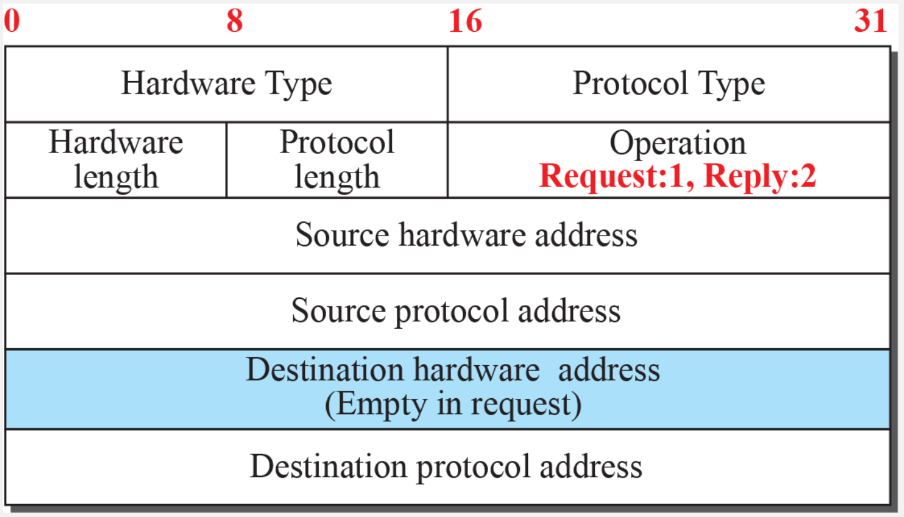 0 8 16 31
Hardware Type Protocol Type
Hardware length
Protocol length
Operation
Request:1, Reply:2
Source hardware address
Source protocol address
Destination hardware address
(Empty in request)
Destination protocol address